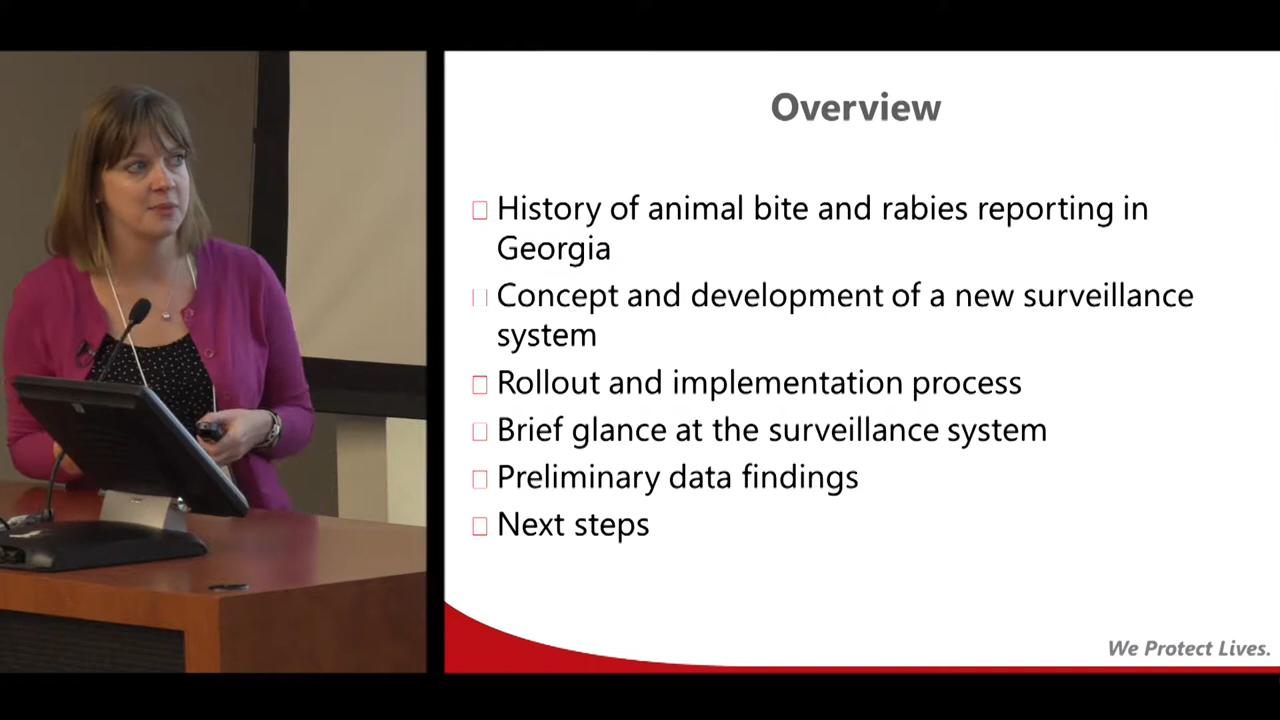 Overview
History of animal bite and rabies reporting in
Georgia
Concept and development of a new surveillance
system
Rollout and implementation process
Brief glance at the surveillance system
Preliminary data findings
Next steps
We Protect Lives.